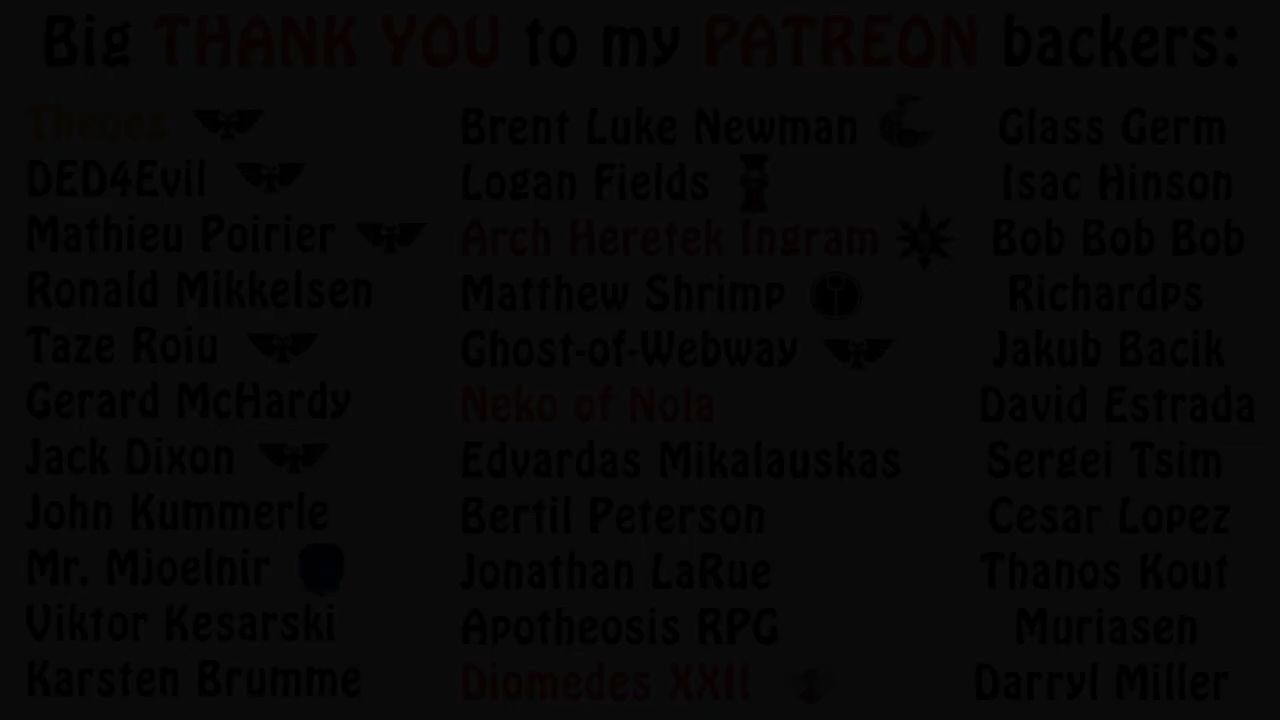 Big THANK YOU to my PATREON backers:
Theoes
DED4Evil
Mathieu Poirier
Ronald Mikkelsen
Taze Roiu
Gerard McHardy
Jack Dixon
John Kummerle
Mr. Mjoelnir
Viktor Kesarski
Karsten Brumme
Brent Luke Newman
Logan Fields
Arch Heretek Ingram
Matthew Shrimp
Ghost-of-Webway
Neko of Nola
Edvardas Mikalauskas
Bertil Peterson
Jonathan LaRue
Apotheosis RPG
Diomedes XXII
Glass Germ
Isac Hinson
Bob Bob Bob
Richardps
Jakub Bacik
David Estrada
Sergei Tsim
Cesar Lopez
Thanos Kouf
Muriasen
Darryl Miller